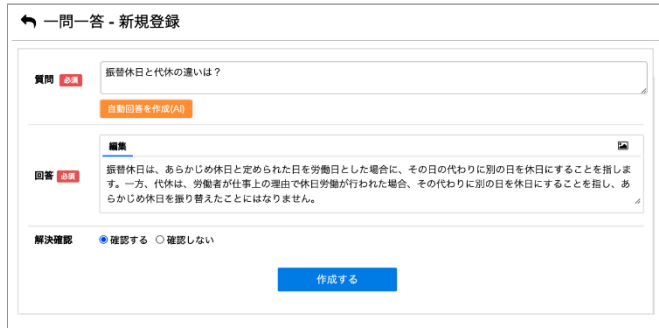 一問一答 - 新規登録
質問 必須
振替休日と代休の違いは？
自動回答を作成(AI)
編集
回答 必須
振替休日は、あらかじめ休日と定められた日を労働日とした場合に、その日の代わりに別の日を休日にすることを指しま
す。一方、代休は、労働者が仕事上の理由で休日労働が行われた場合、その代わりに別の日を休日にすることを指し、あ
らかじめ休日を振り替えたことにはなりません。
解決確認 確認する 確認しない
作成する